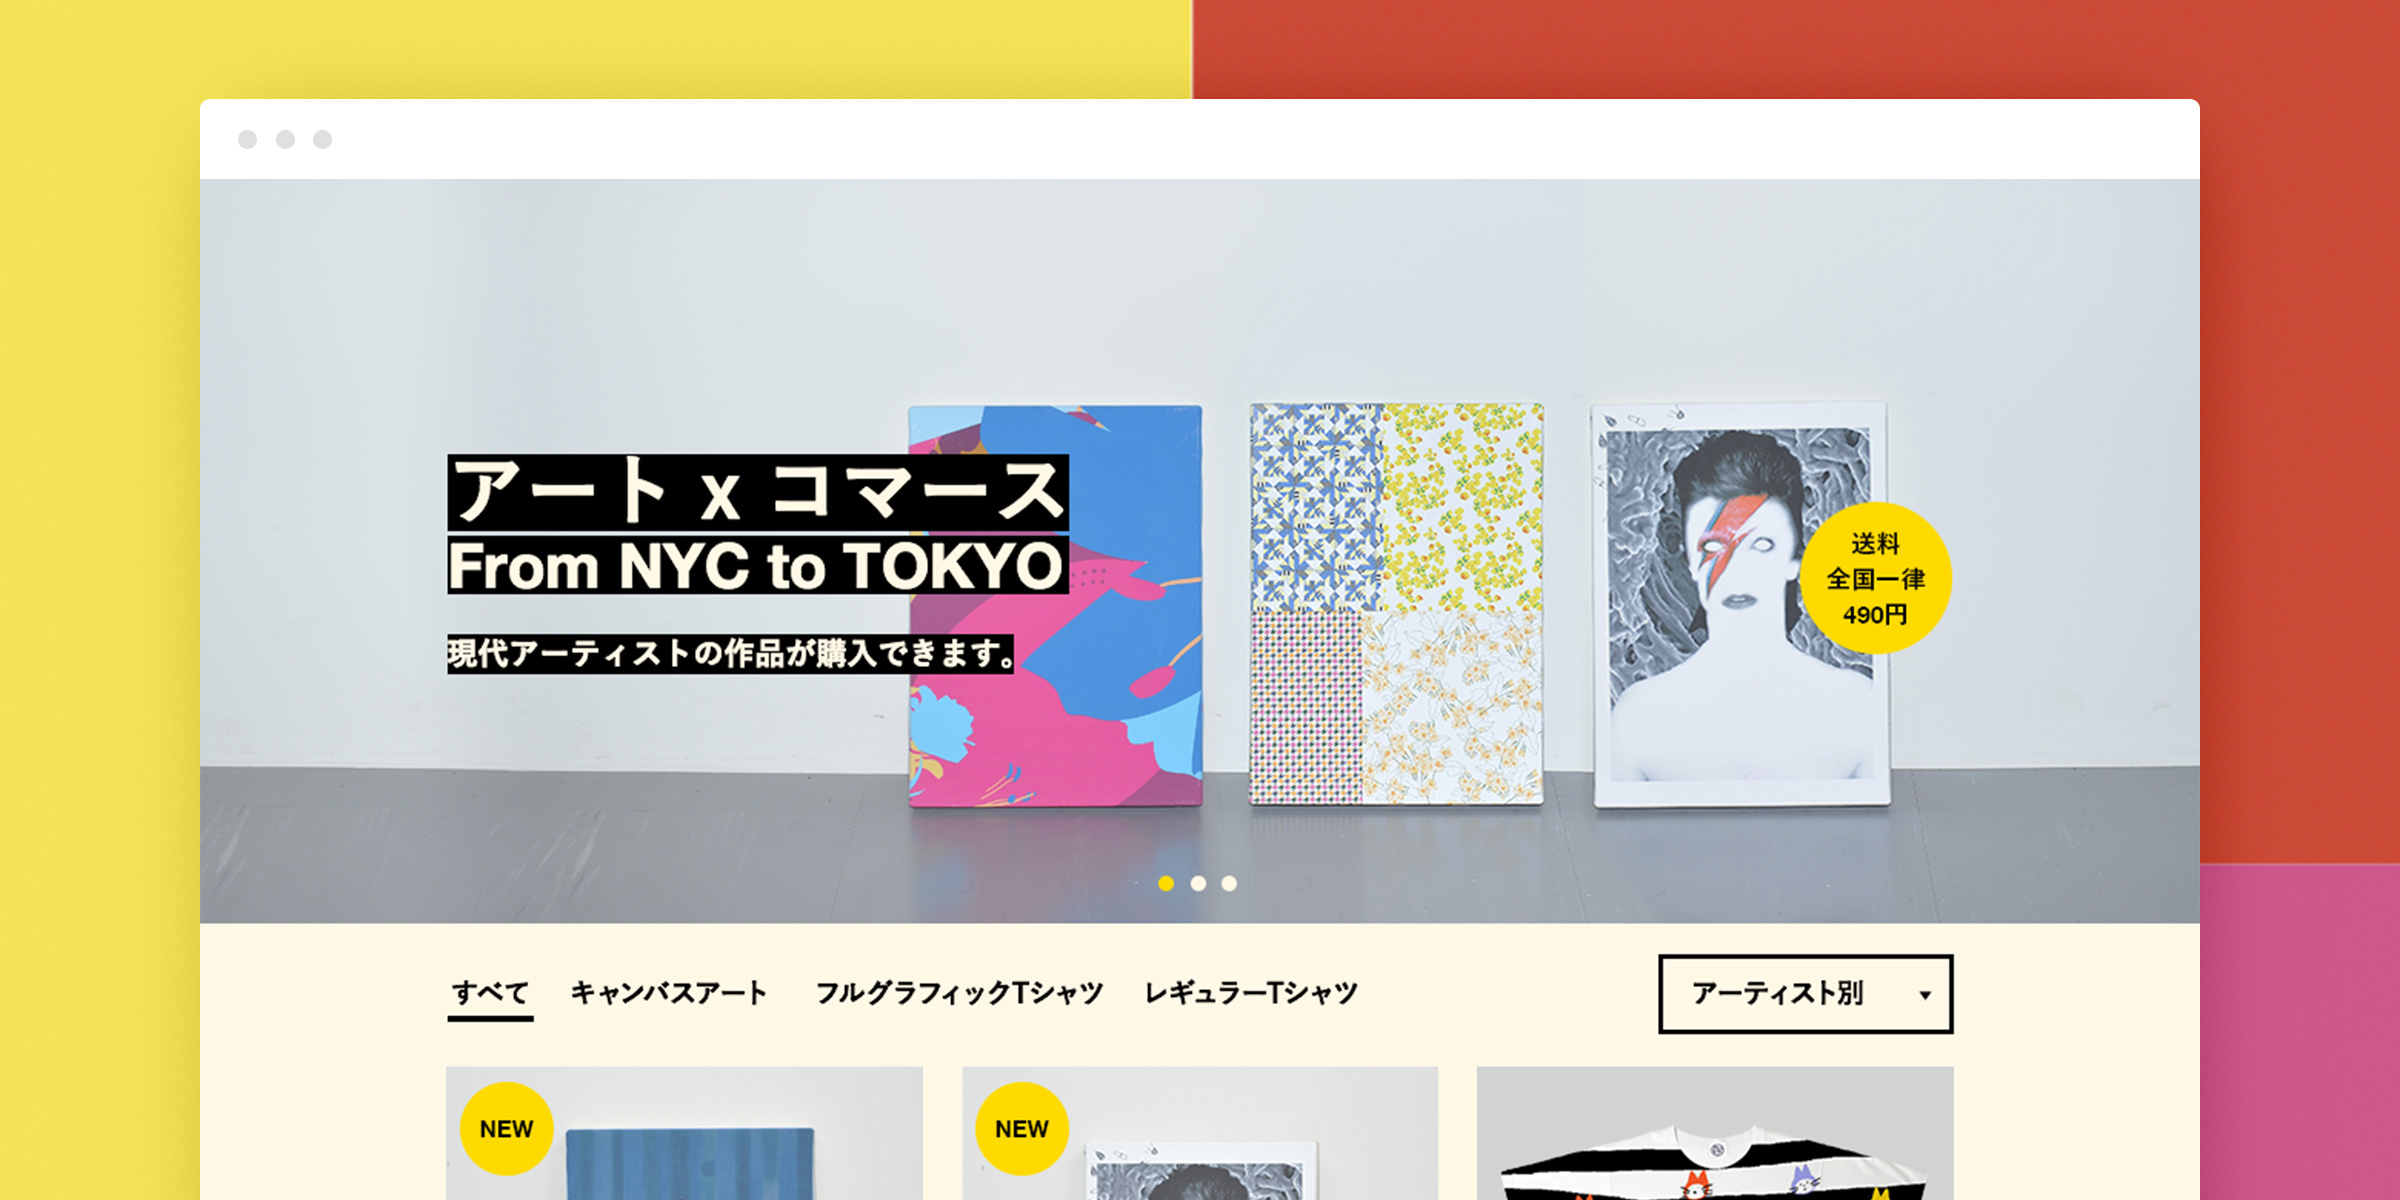 アート x コマース
From NYC to TOKYO
現代アーティストの作品が購入できます。
送料
全国一律
490円
すべて
キャンバスアート
フルグラフィックTシャツ
レギュラーTシャツ
アーティスト別
NEW
NEW